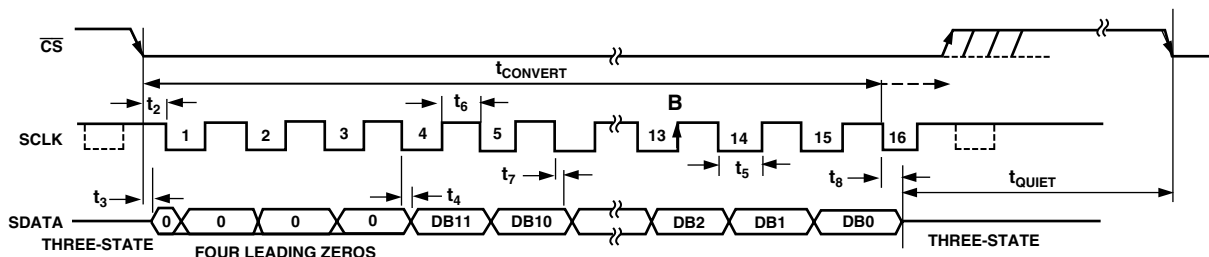 CS
tCONVERT
t2 t6 B
SCLK 1 2 3 4 5 13 14 15 16
t3 t4 t7 t5 t8 tQUIET
SDATA 0 0 0 0 DB11 DB10 DB2 DB1 DB0
THREE-STATE FOUR LEADING ZEROS THREE-STATE